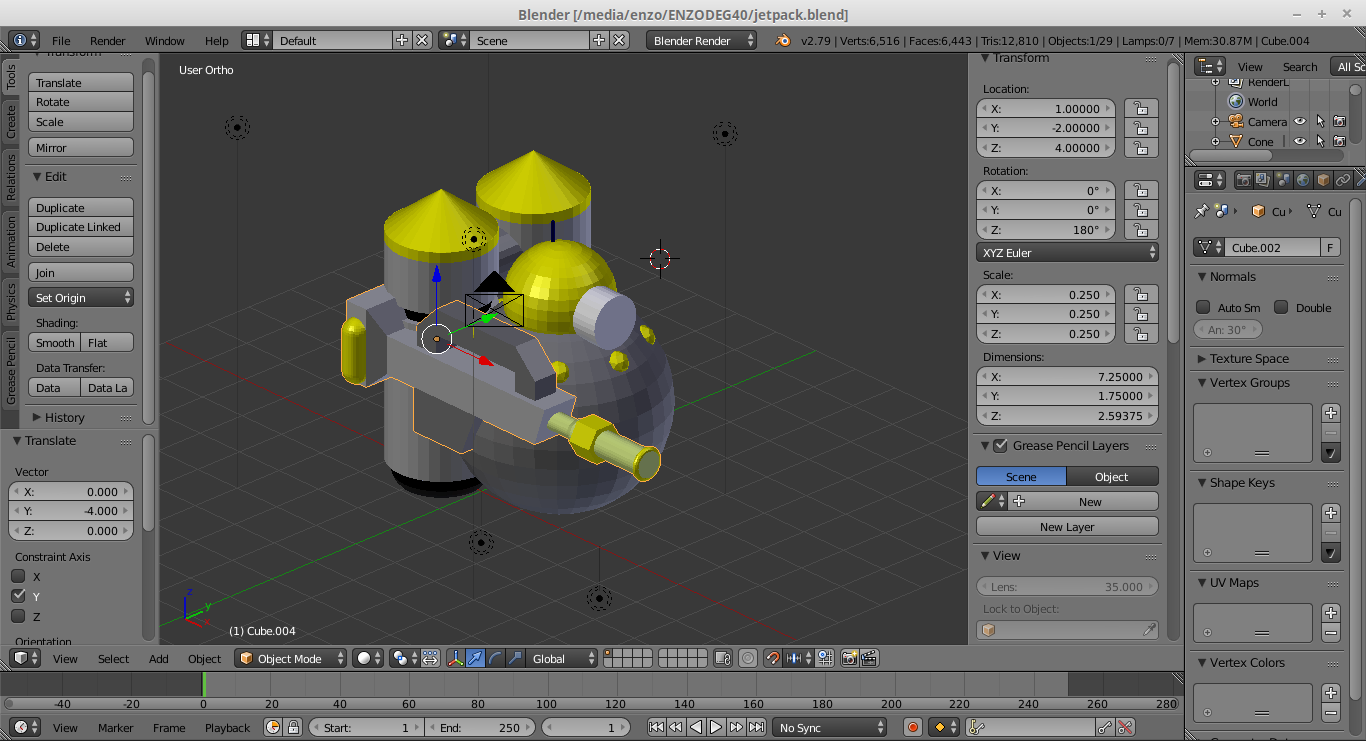 Blender [/media/enzo/ENZODEG40/jetpack.blend]
File Render Window Help Default Scene Blender Render v2.79 | Verts:6,516 | Faces:6,443 | Tris:12,810 | Objects:1/29 | Lamps:0/7 | Mem:30.87M | Cube.004
Tools
Create
Relations
Animation
Physics
Grease Pencil
Transform
Translate
Rotate
Scale
Mirror
Edit
Duplicate
Duplicate Linked
Delete
Join
Set Origin
Shading:
Smooth Flat
Data Transfer:
Data Data La
History
Translate
Vector
X: 0.000
Y: -4.000
Z: 0.000
Constraint Axis
X
Y
Z
Orientation
User Ortho
z
y
(1) Cube.004
Transform
Location:
X: 1.00000
Y: -2.00000
Z: 4.00000
Rotation:
X: 0°
Y: 0°
Z: 180°
XYZ Euler
Scale:
X: 0.250
Y: 0.250
Z: 0.250
Dimensions:
X: 7.25000
Y: 1.75000
Z: 2.59375
Grease Pencil Layers
Scene Object
New
New Layer
View
Lens: 35.000
Lock to Object:
View Search All Sc
RenderL
World
Camera
Cone
Cu Cu
Cube.002 F
Normals
Auto Sm Double
An: 30°
Texture Space
Vertex Groups
Shape Keys
UV Maps
Vertex Colors
View Select Add Object Object Mode Global
-40 -20 0 20 40 60 80 100 120 140 160 180 200 220 240 260 280
View Marker Frame Playback Start: 1 End: 250 1 No Sync